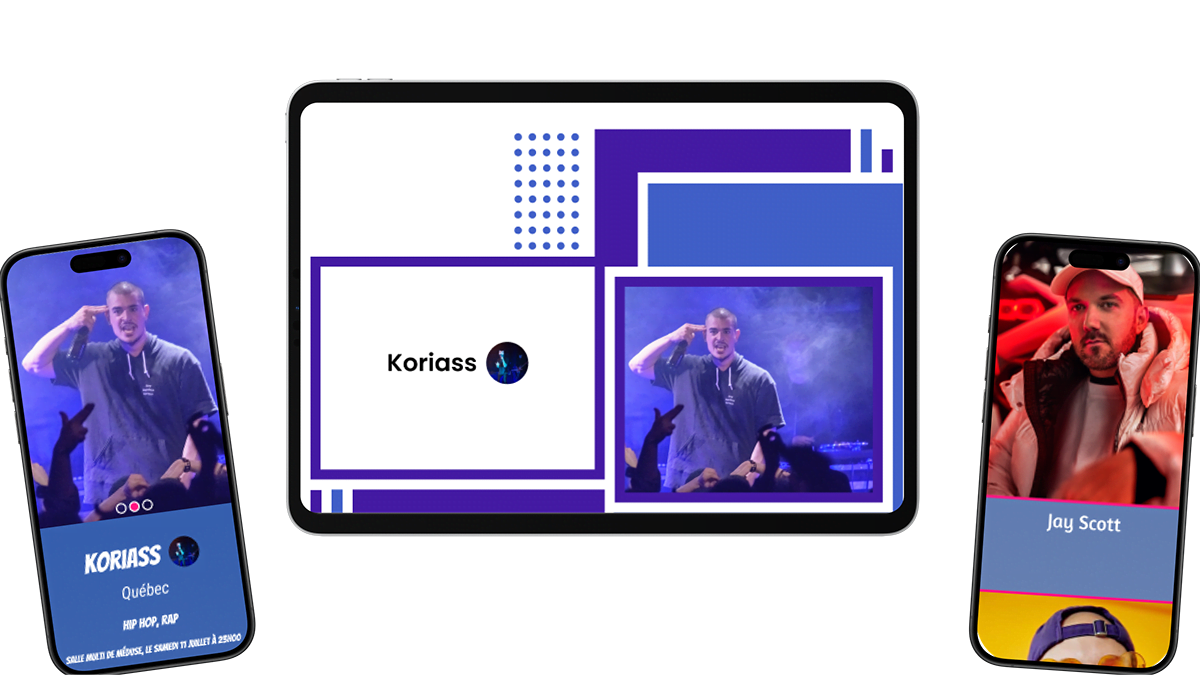 KORIASS
Québec
HIP HOP, RAP
SALLE MULTI DE MÉDUSE, LE SAMEDI 11 JUILLET À 23H00
Koriass
Jay Scott